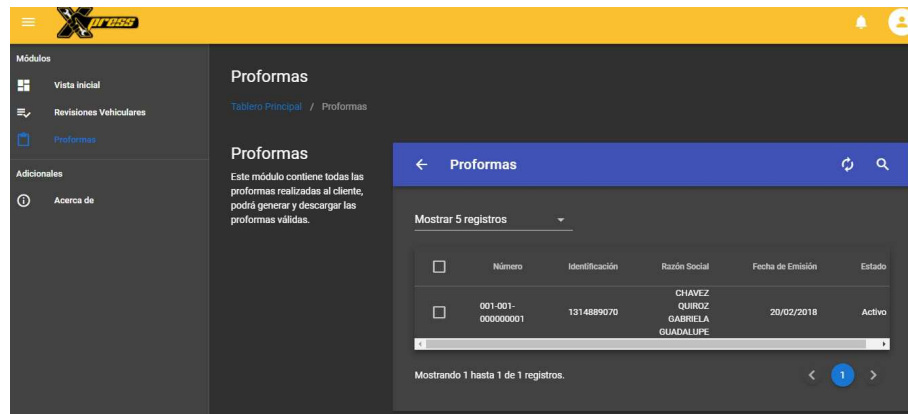 Xpress
Módulos
Vista inicial
Revisiones Vehiculares
Proformas
Adicionales
Acerca de
Proformas
Tablero Principal / Proformas
Proformas
Este módulo contiene todas las
proformas realizadas al cliente,
podrá generar y descargar las
proformas válidas.
Proformas
Mostrar 5 registros
Número Identificación Razón Social Fecha de Emisión Estado
001-001-
000000001
1314889070
CHAVEZ
QUIROZ
GABRIELA
GUADALUPE
20/02/2018
Activo
Mostrando 1 hasta 1 de 1 registros.
1